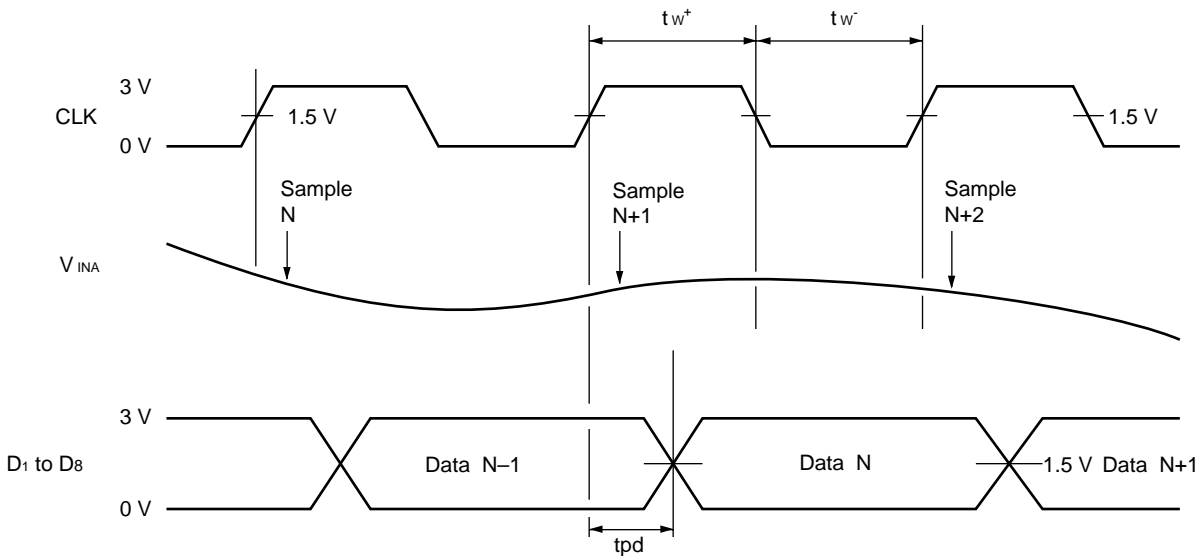 tW+ tW-
3 V
CLK
1.5 V
1.5 V
0 V
Sample
N
Sample
N+1
Sample
N+2
VINA
3 V
D1 to D8
Data N–1
Data N
1.5 V Data N+1
0 V
tpd